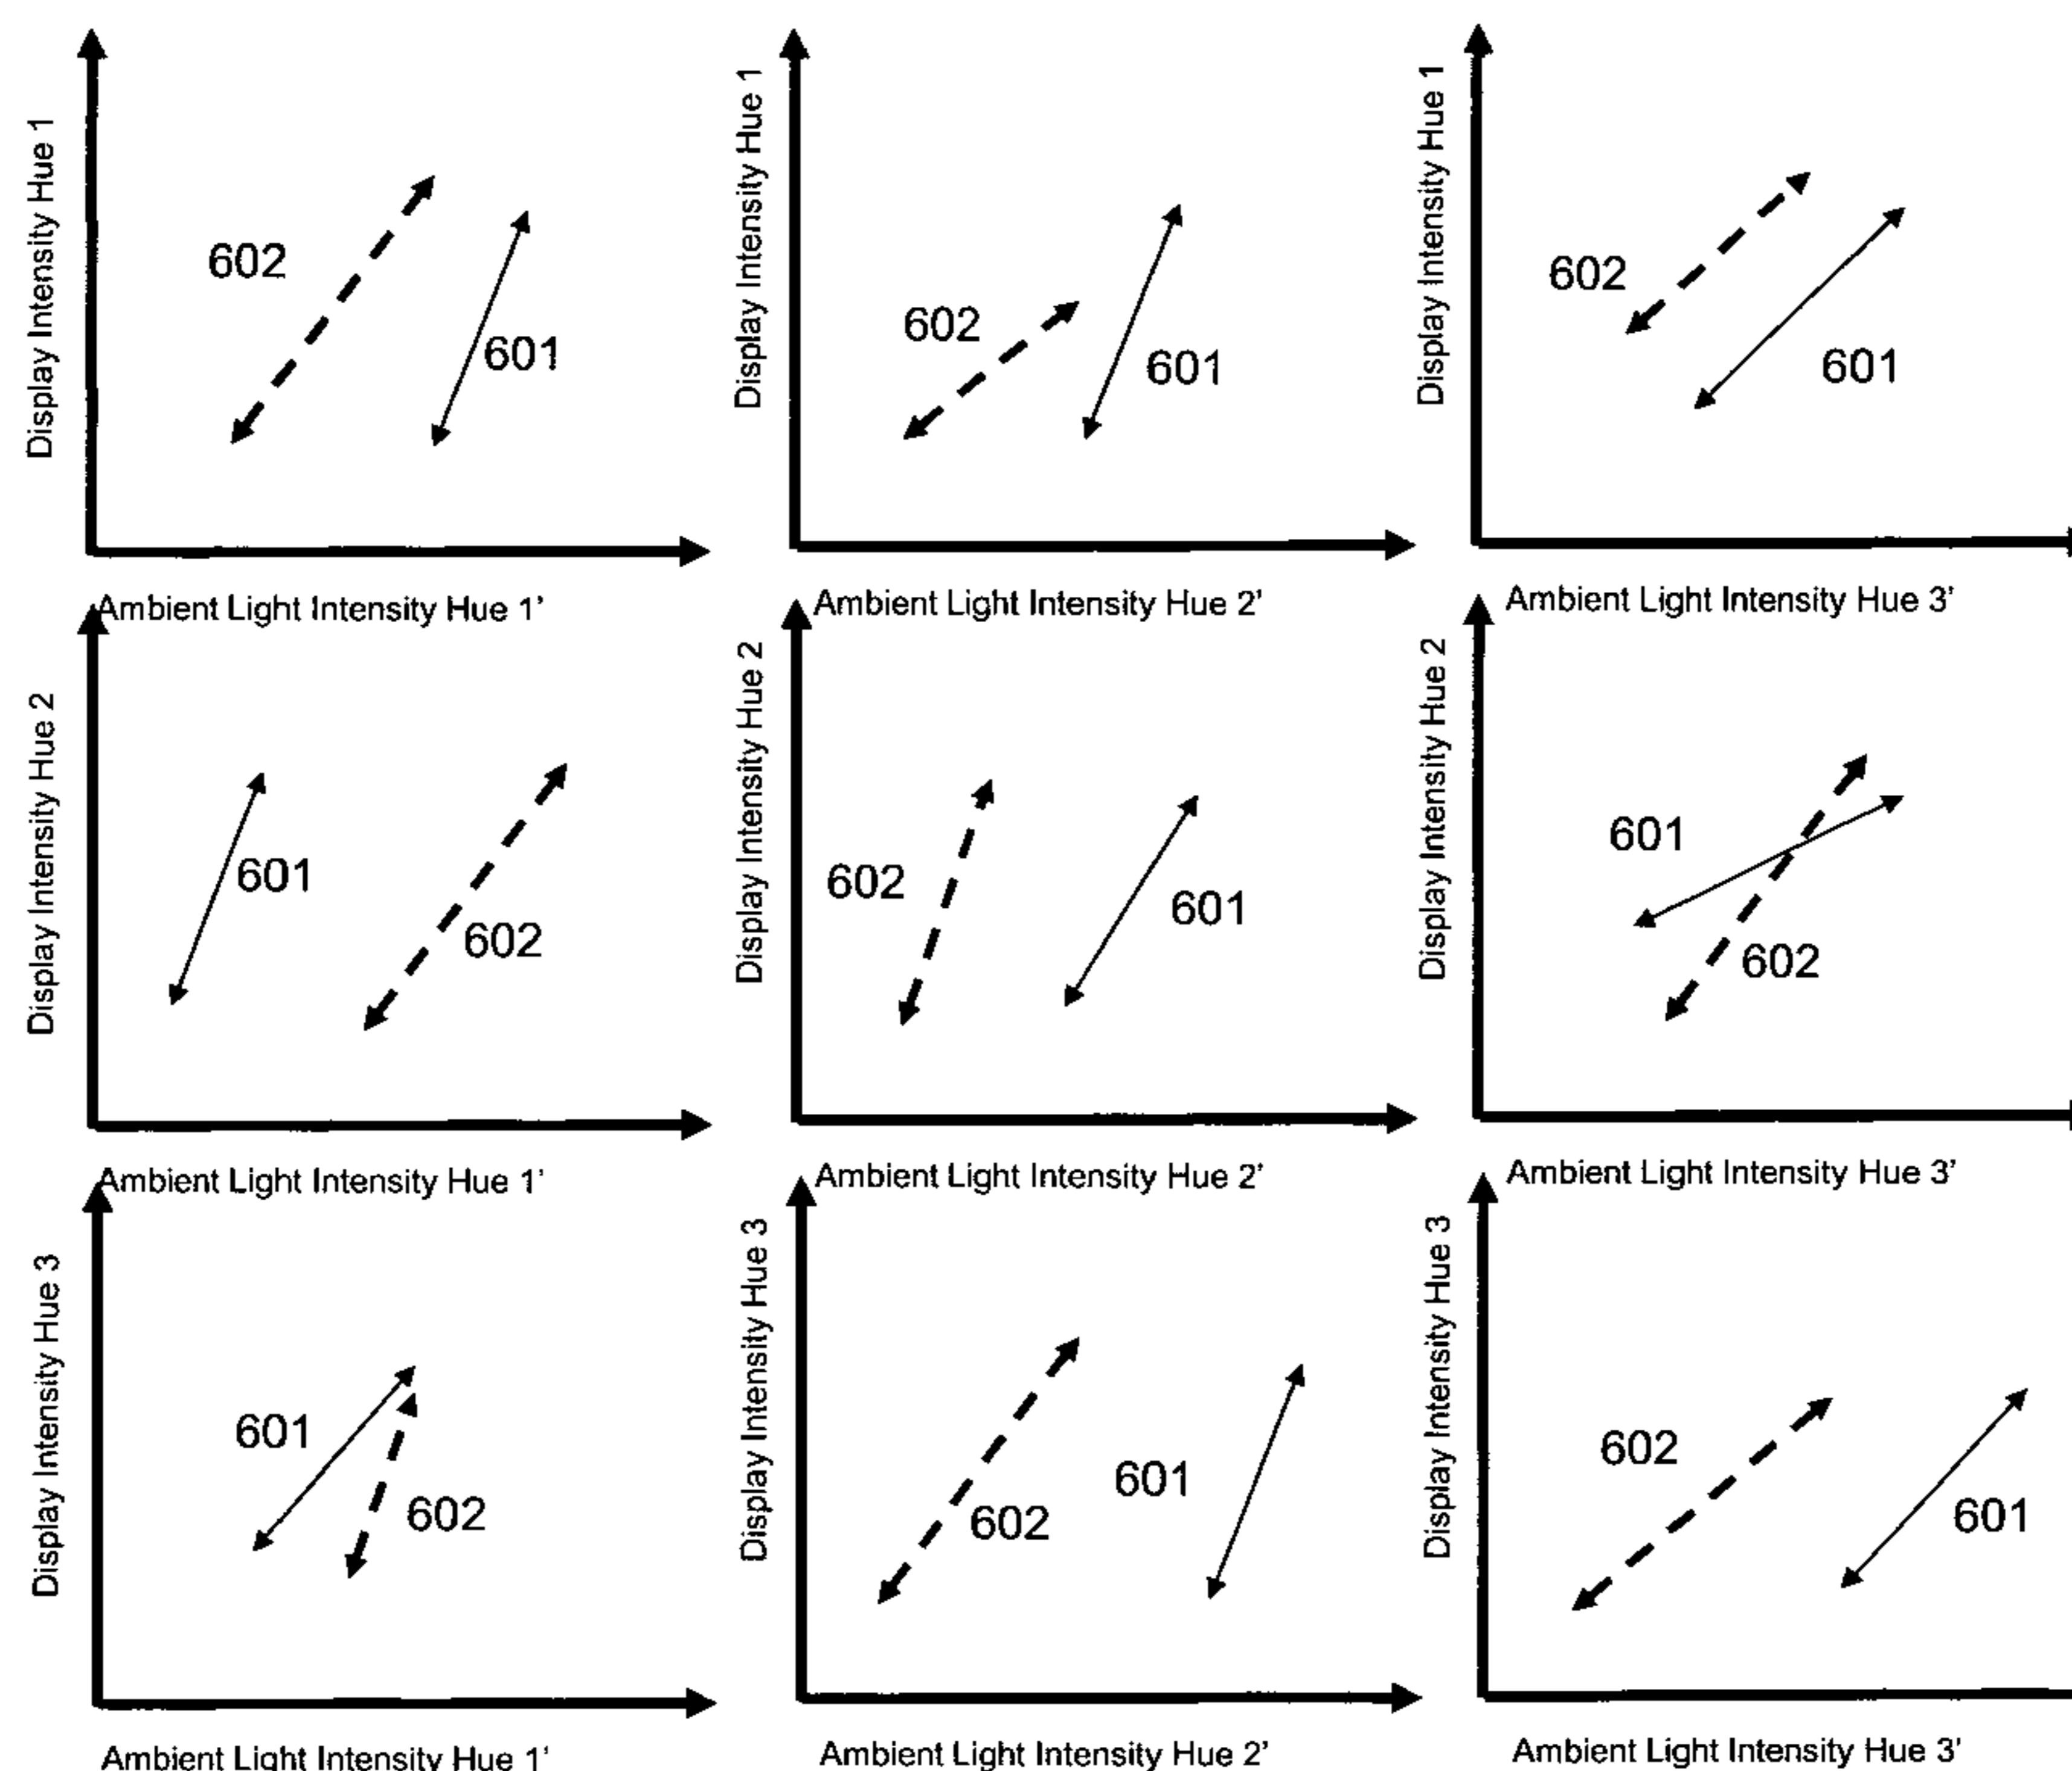 Display Intensity Hue 1
602
601
Ambient Light Intensity Hue 1'
Display Intensity Hue 1
602
601
Ambient Light Intensity Hue 2'
Display Intensity Hue 1
602
601
Ambient Light Intensity Hue 3'
Display Intensity Hue 2
601
602
Ambient Light Intensity Hue 1'
Display Intensity Hue 2
602
601
Ambient Light Intensity Hue 2'
Display Intensity Hue 2
601
602
Ambient Light Intensity Hue 3'
Display Intensity Hue 3
601
602
Ambient Light Intensity Hue 1'
Display Intensity Hue 3
601
602
Ambient Light Intensity Hue 2'
Display Intensity Hue 3
602
601
Ambient Light Intensity Hue 3'